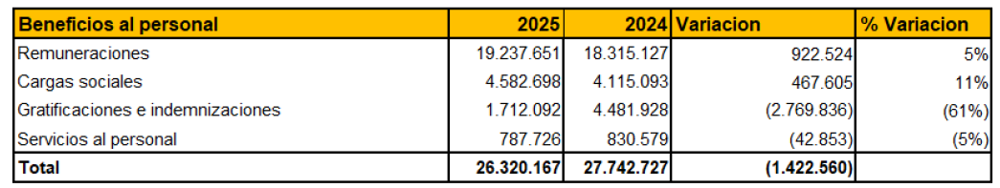 Beneficios al personal 2025 2024 Variacion % Variacion
Remuneraciones 19.237.651 18.315.127 922.524 5%
Cargas sociales 4.582.698 4.115.093 467.605 11%
Gratificaciones e indemnizaciones 1.712.092 4.481.928 (2.769.836) (61%)
Servicios al personal 787.726 830.579 (42.853) (5%)
Total 26.320.167 27.742.727 (1.422.560)